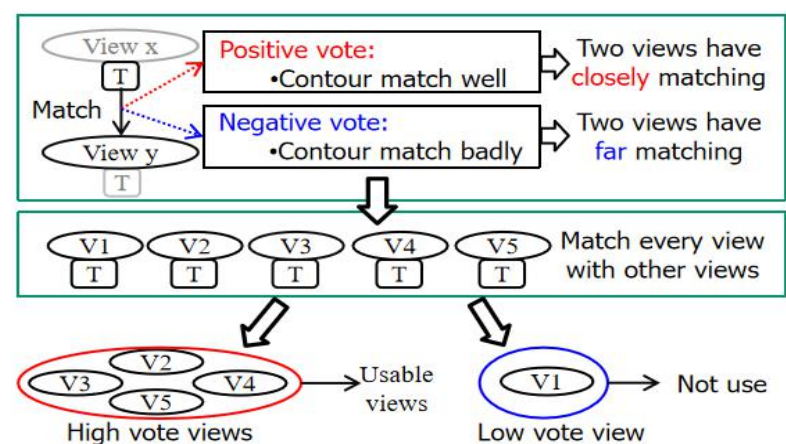 View x
T
Match
View y
T
Positive vote:
•Contour match well
Two views have
closely matching
Negative vote:
•Contour match badly
Two views have
far matching
V1 V2 V3 V4 V5
T T T T T
Match every view
with other views
V2
V3 V4
V5
High vote views
Usable
views
V1
Low vote view
Not use